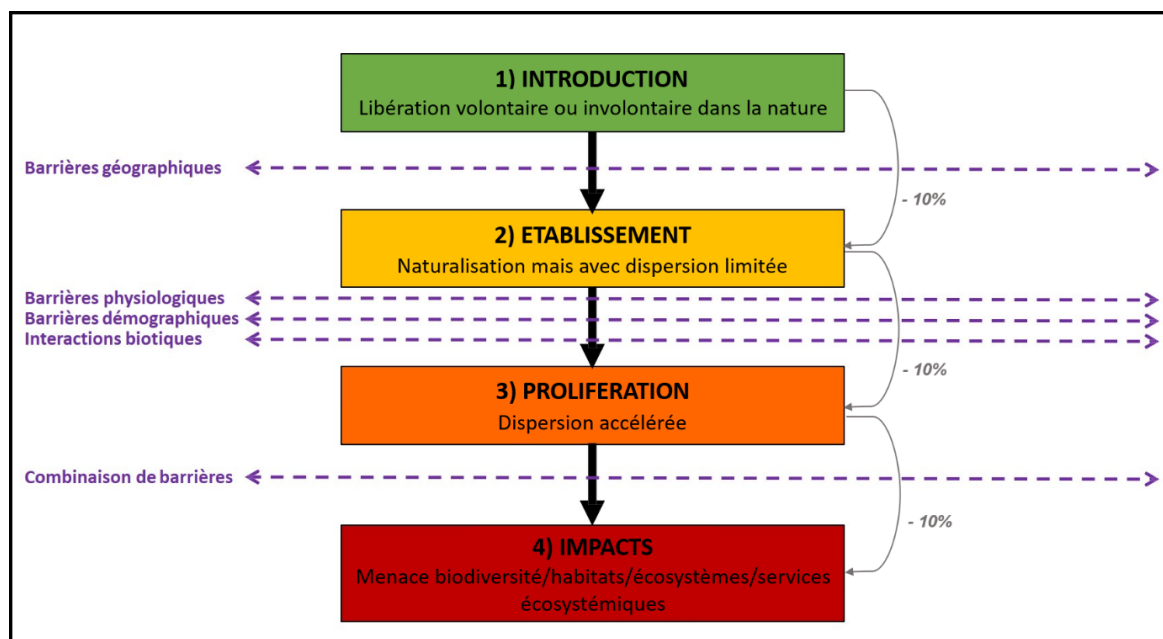 1) INTRODUCTION
Libération volontaire ou involontaire dans la nature
Barrières géographiques
- 10%
2) ETABLISSEMENT
Naturalisation mais avec dispersion limitée
Barrières physiologiques
Barrières démographiques
Interactions biotiques
- 10%
3) PROLIFERATION
Dispersion accélérée
Combinaison de barrières
- 10%
4) IMPACTS
Menace biodiversité/habitats/écosystèmes/services
écosystémiques